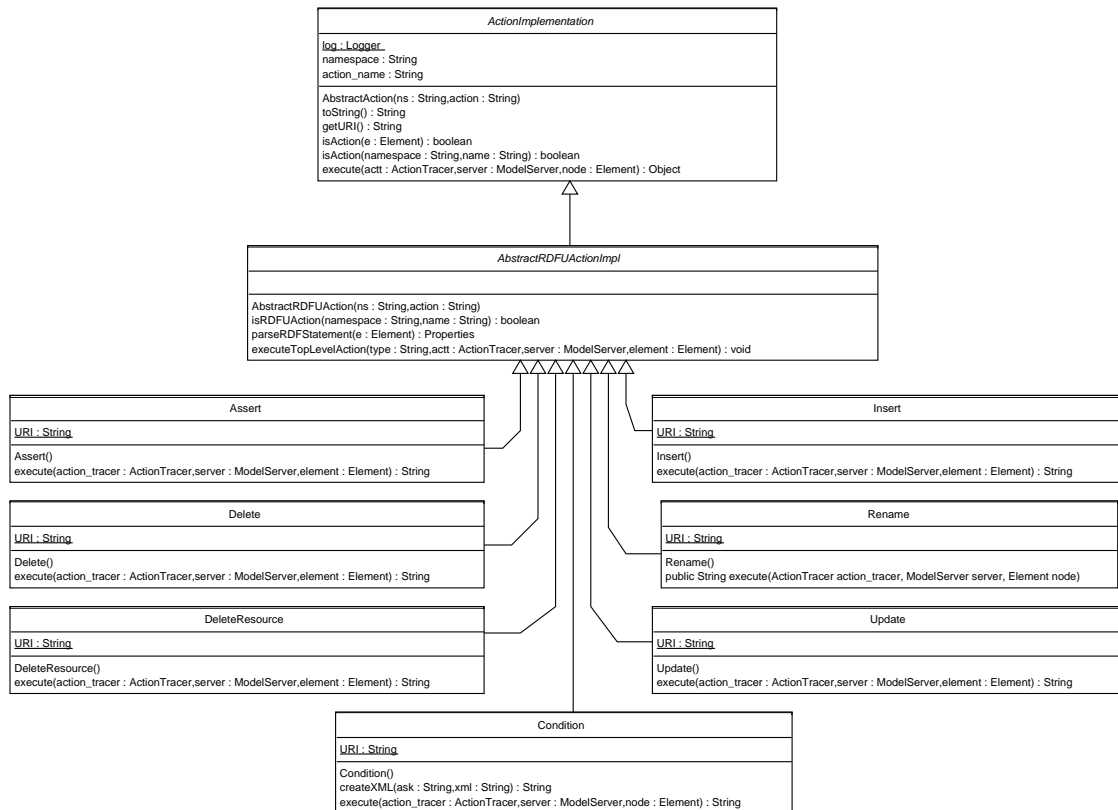 ActionImplementation
log : Logger
namespace : String
action_name : String
AbstractAction(ns : String,action : String)
toString() : String
getURI() : String
isAction(e : Element) : boolean
isAction(namespace : String,name : String) : boolean
execute(actt : ActionTracer,server : ModelServer,node : Element) : Object
AbstractRDFUActionImpl
AbstractRDFUAction(ns : String,action : String)
isRDFUAction(namespace : String,name : String) : boolean
parseRDFStatement(e : Element) : Properties
executeTopLevelAction(type : String,actt : ActionTracer,server : ModelServer,element : Element) : void
Assert
URI : String
Assert()
execute(action_tracer : ActionTracer,server : ModelServer,element : Element) : String
Insert
URI : String
Insert()
execute(action_tracer : ActionTracer,server : ModelServer,element : Element) : String
Delete
URI : String
Delete()
execute(action_tracer : ActionTracer,server : ModelServer,element : Element) : String
Rename
URI : String
Rename()
public String execute(ActionTracer action_tracer, ModelServer server, Element node)
DeleteResource
URI : String
DeleteResource()
execute(action_tracer : ActionTracer,server : ModelServer,element : Element) : String
Update
URI : String
Update()
execute(action_tracer : ActionTracer,server : ModelServer,element : Element) : String
Condition
URI : String
Condition()
createXML(ask : String,xml : String) : String
execute(action_tracer : ActionTracer,server : ModelServer,node : Element) : String